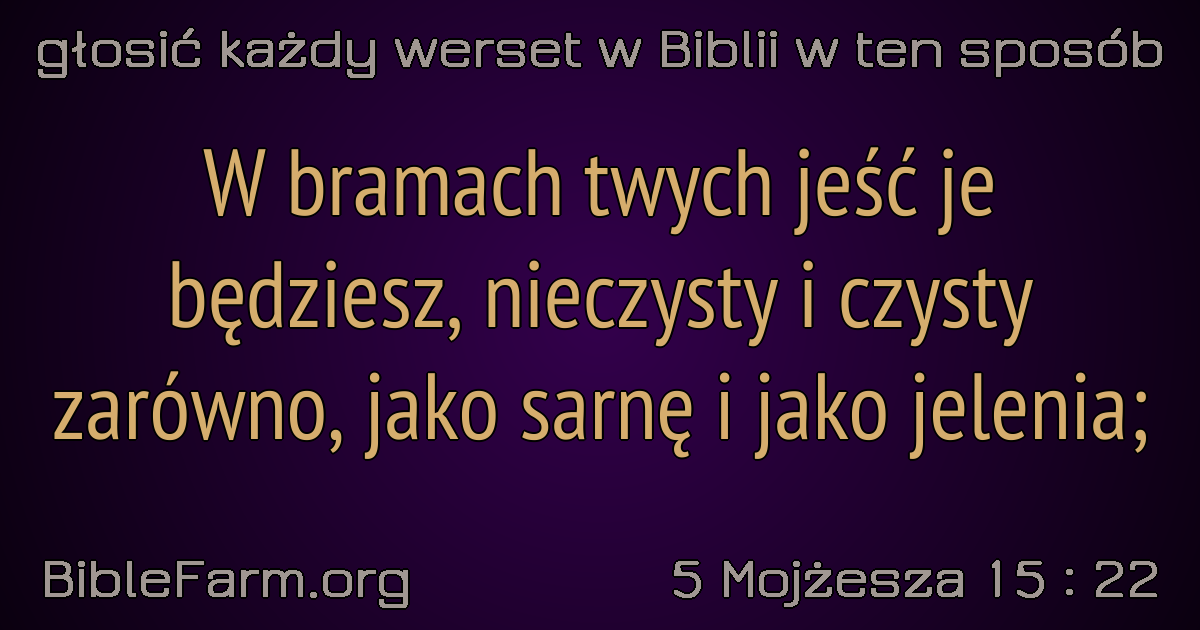 głosić każdy werset w Biblii w ten sposób
W bramach twych jeść je
będziesz, nieczysty i czysty
zarówno, jako sarnę i jako jelenia;
BibleFarm.org
5 Mojżesza 15 : 22